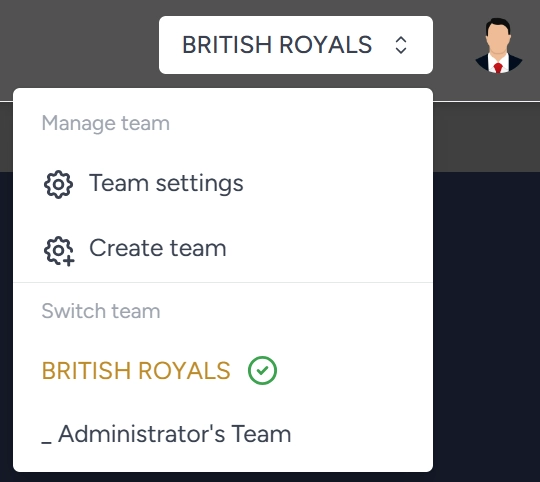 BRITISH ROYALS
Manage team
Team settings
Create team
Switch team
BRITISH ROYALS
_ Administrator's Team